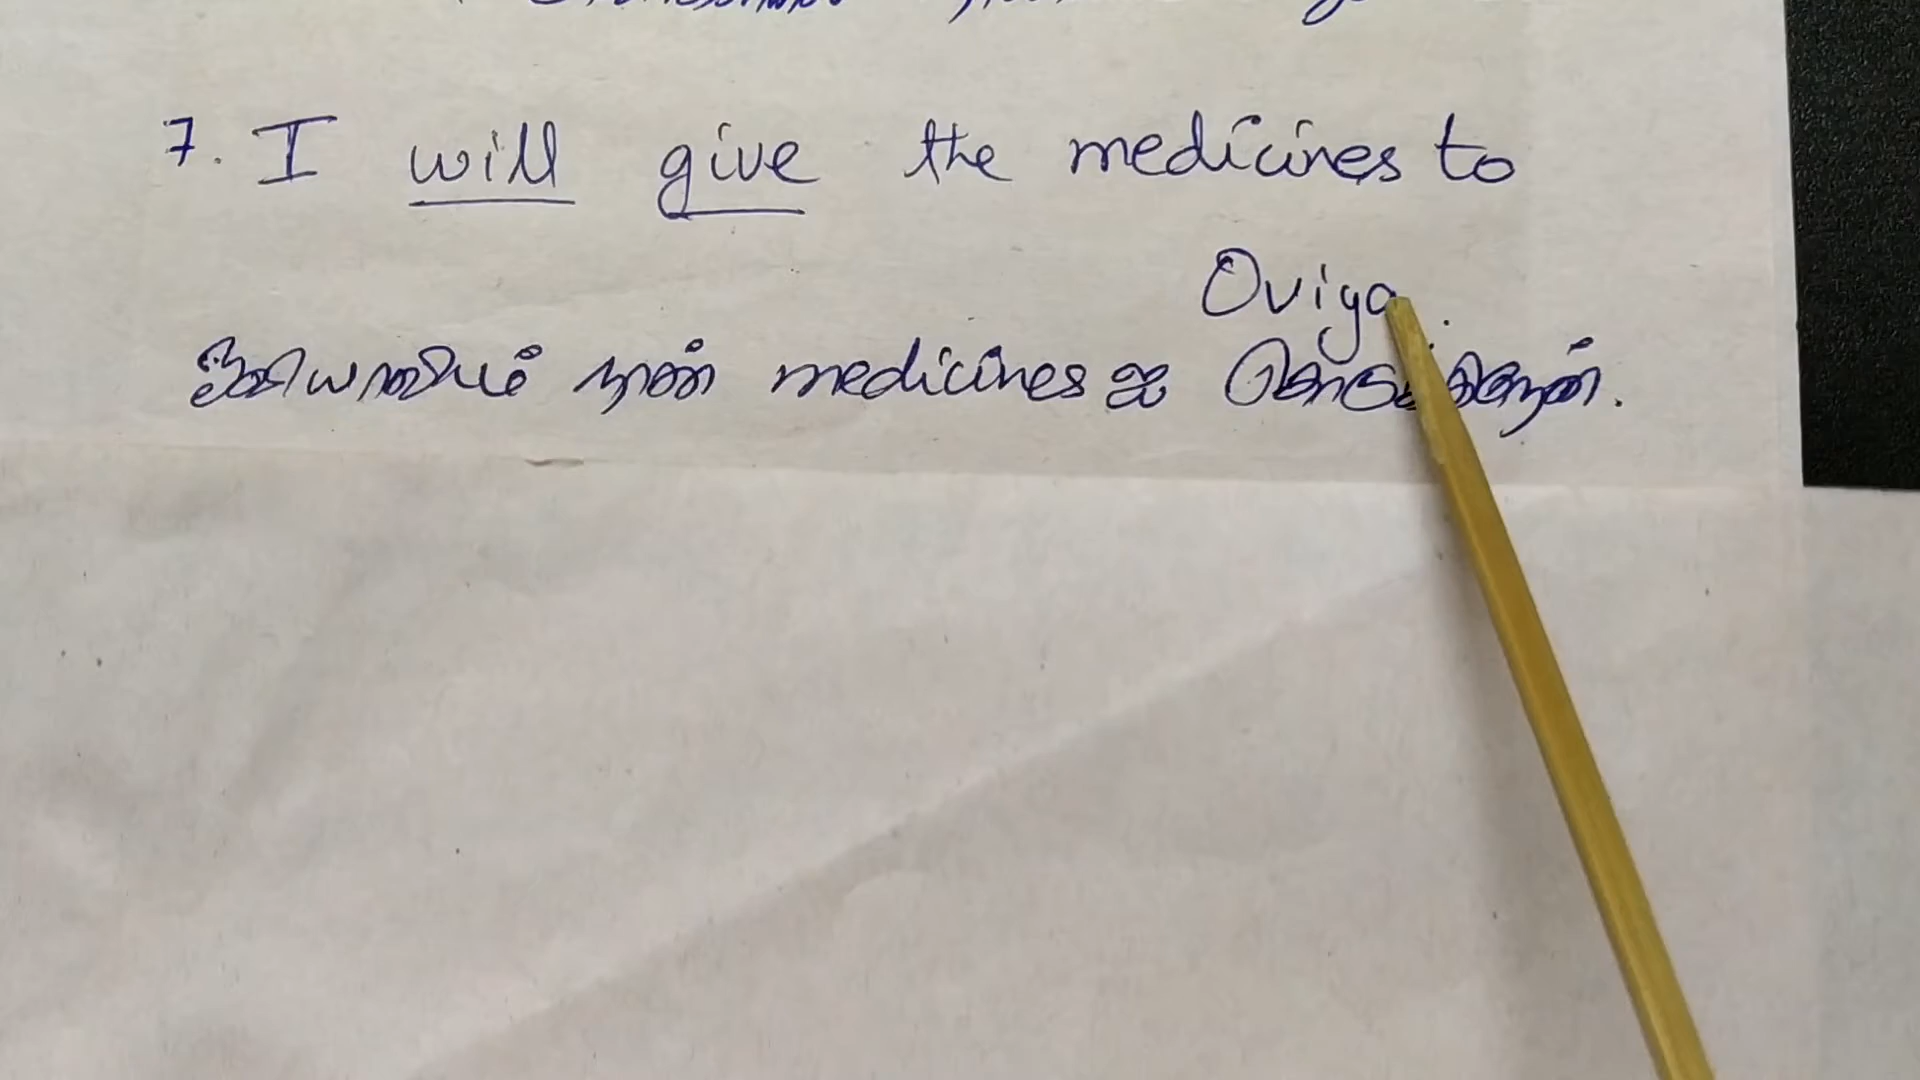 7. I will give the medicines to
Oviya.
ஓவியாவிடம் நான் medicines ஐ கொடுக்கிறேன்.